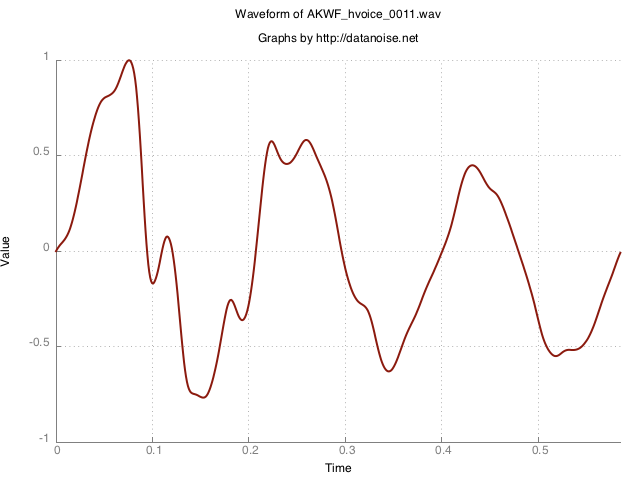 Waveform of AKWF_hvoice_0011.wav
Graphs by http://datanoise.net
1
0.5
0
-0.5
-1
Value
0 0.1 0.2 0.3 0.4 0.5
Time